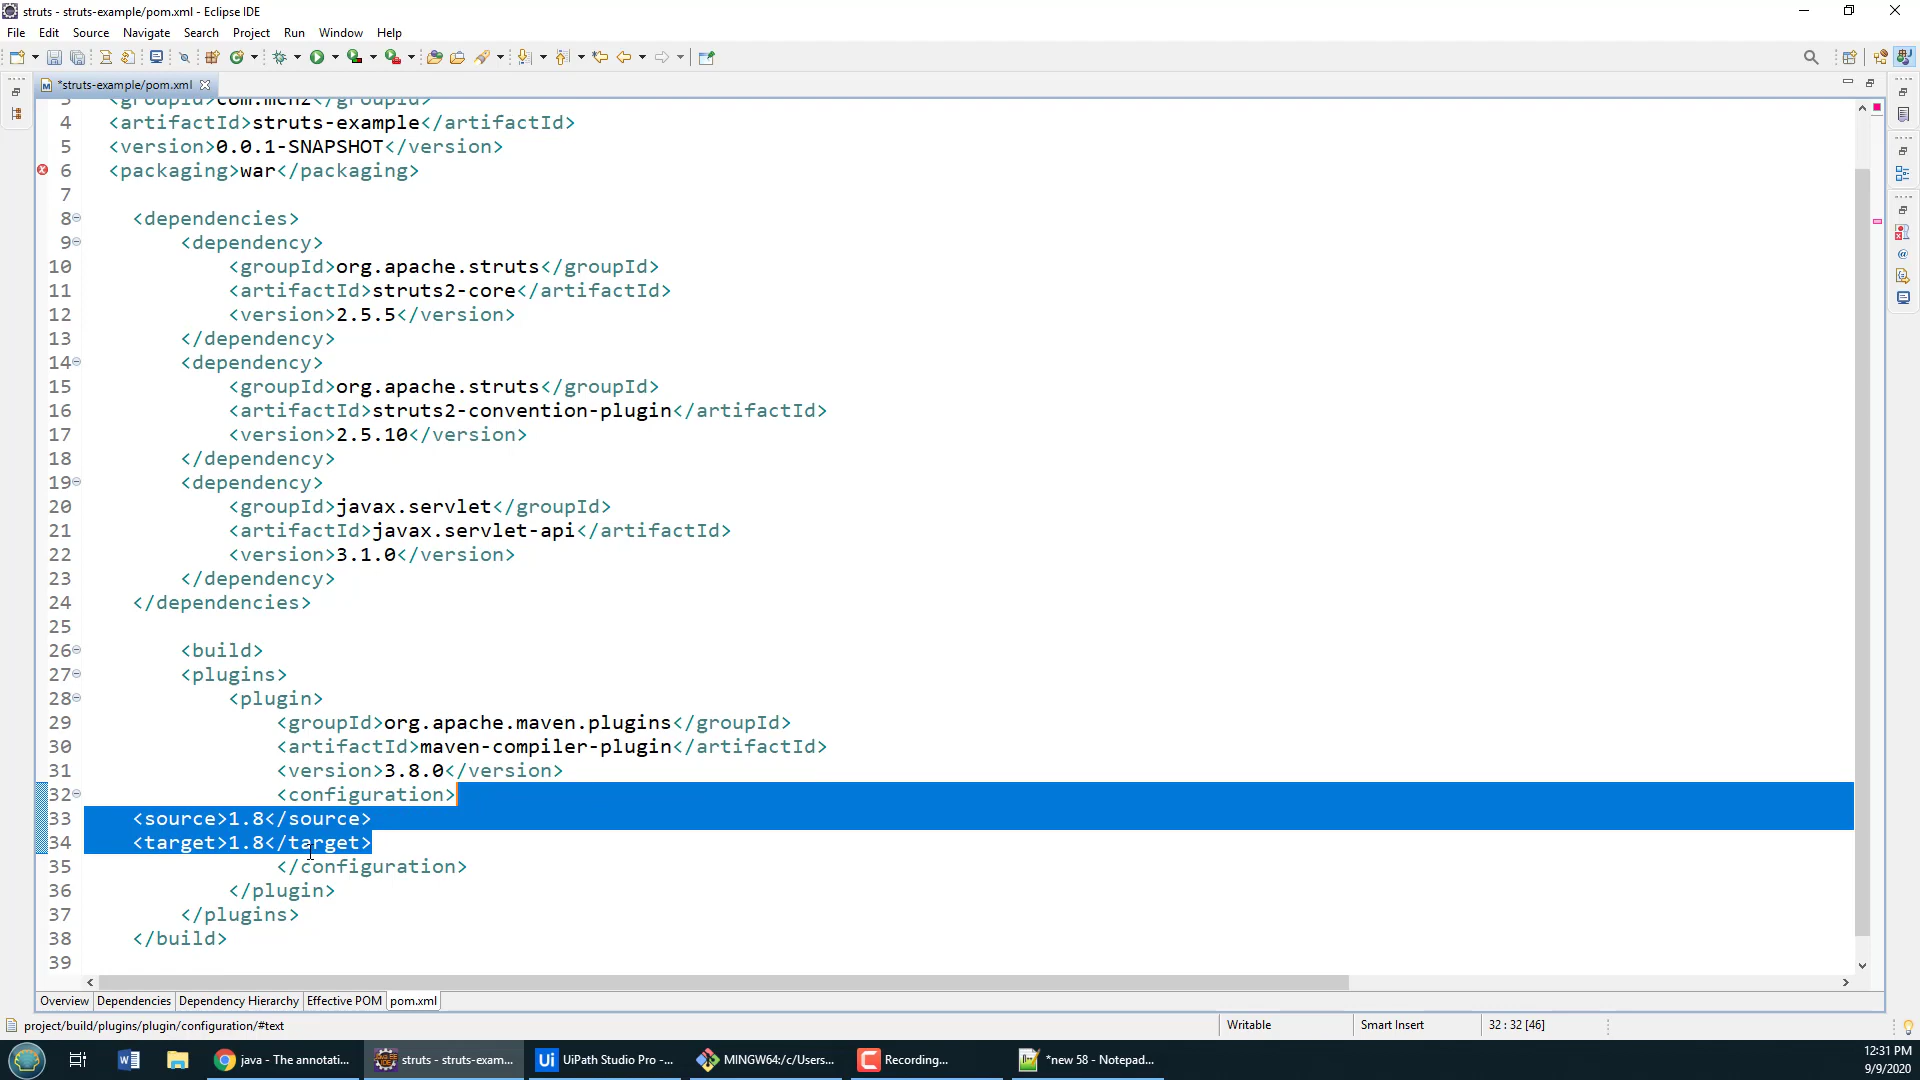 struts - struts-example/pom.xml - Eclipse IDE
File Edit Source Navigate Search Project Run Window Help
*struts-example/pom.xml
3 <groupId>com.mcnz</groupId>
4 <artifactId>struts-example</artifactId>
5 <version>0.0.1-SNAPSHOT</version>
6 <packaging>war</packaging>
7
8 <dependencies>
9 <dependency>
10 <groupId>org.apache.struts</groupId>
11 <artifactId>struts2-core</artifactId>
12 <version>2.5.5</version>
13 </dependency>
14 <dependency>
15 <groupId>org.apache.struts</groupId>
16 <artifactId>struts2-convention-plugin</artifactId>
17 <version>2.5.10</version>
18 </dependency>
19 <dependency>
20 <groupId>javax.servlet</groupId>
21 <artifactId>javax.servlet-api</artifactId>
22 <version>3.1.0</version>
23 </dependency>
24 </dependencies>
25
26 <build>
27 <plugins>
28 <plugin>
29 <groupId>org.apache.maven.plugins</groupId>
30 <artifactId>maven-compiler-plugin</artifactId>
31 <version>3.8.0</version>
32 <configuration>
33 <source>1.8</source>
34 <target>1.8</target>
35 </configuration>
36 </plugin>
37 </plugins>
38 </build>
39
Overview Dependencies Dependency Hierarchy Effective POM pom.xml
project/build/plugins/plugin/configuration/#text Writable Smart Insert 32 : 32 [46]
java - The annotati... struts - struts-exam... UiPath Studio Pro -... MINGW64:/c/Users... Recording... *new 58 - Notepad... 12:31 PM
9/9/2020